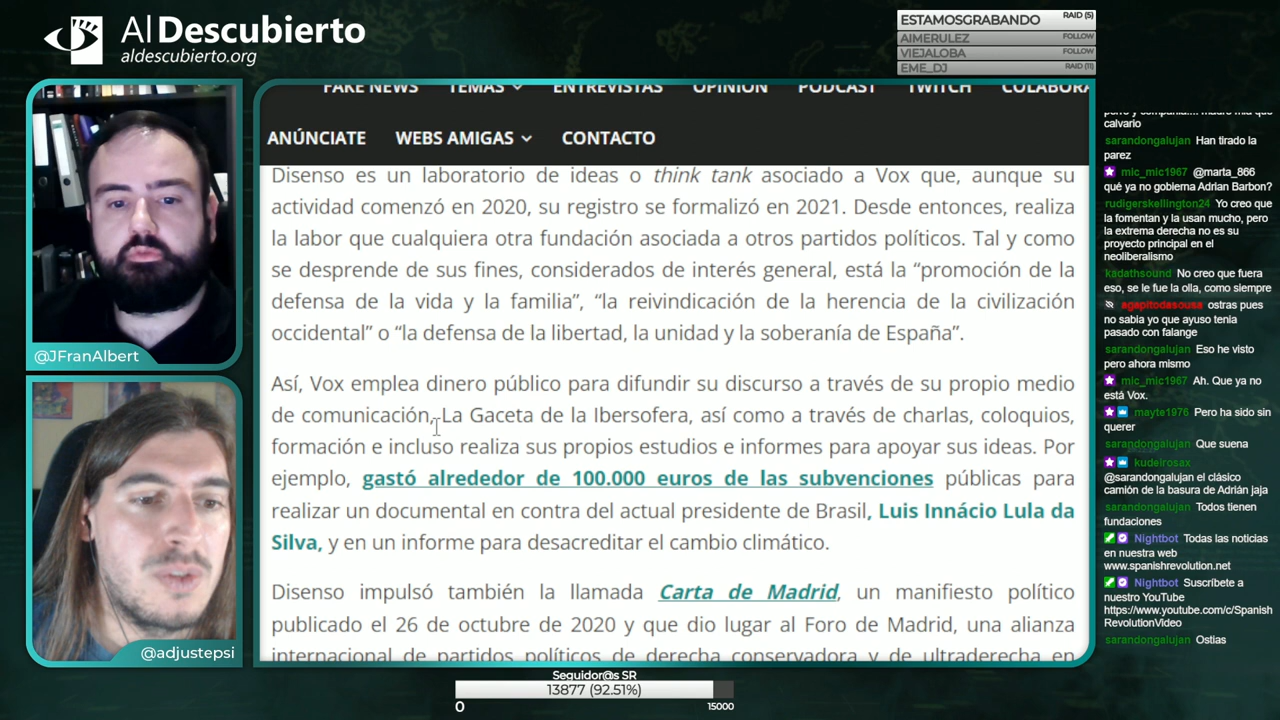 Al Descubierto
aldescubierto.org
ESTAMOSGRABANDO RAID (5)
AIMERULEZ FOLLOW
VIEJALOBA FOLLOW
EME_DJ RAID (11)
FAKE NEWS TEMAS ENTREVISTAS OPINIÓN PODCAST TWITCH COLABORA
ANÚNCIATE WEBS AMIGAS CONTACTO
Disenso es un laboratorio de ideas o think tank asociado a Vox que, aunque su
actividad comenzó en 2020, su registro se formalizó en 2021. Desde entonces, realiza
la labor que cualquiera otra fundación asociada a otros partidos políticos. Tal y como
se desprende de sus fines, considerados de interés general, está la “promoción de la
defensa de la vida y la familia”, “la reivindicación de la herencia de la civilización
occidental” o “la defensa de la libertad, la unidad y la soberanía de España”.
Así, Vox emplea dinero público para difundir su discurso a través de su propio medio
de comunicación, La Gaceta de la Ibersofera, así como a través de charlas, coloquios,
formación e incluso realiza sus propios estudios e informes para apoyar sus ideas. Por
ejemplo, gastó alrededor de 100.000 euros de las subvenciones públicas para
realizar un documental en contra del actual presidente de Brasil, Luis Innácio Lula da
Silva, y en un informe para desacreditar el cambio climático.
Disenso impulsó también la llamada Carta de Madrid, un manifiesto político
publicado el 26 de octubre de 2020 y que dio lugar al Foro de Madrid, una alianza
internacional de partidos políticos de derecha conservadora y de ultraderecha en
@JFranAlbert
@adjustepsi
calvario
sarandongalujan Han tirado la
parez
mic_mic1967 @marta_866
qué ya no gobierna Adrian Barbon?
rudigerskellington24 Yo creo que
la fomentan y la usan mucho, pero
la extrema derecha no es su
proyecto principal en el
neoliberalismo
kadathsound No creo que fuera
eso, se le fue la olla, como siempre
agapitodasousa ostras pues
no sabia yo que ayuso tenia
pasado con falange
sarandongalujan Eso he visto
pero ahora mismo
mic_mic1967 Ah. Que ya no
está Vox.
mayte1976 Pero ha sido sin
querer
sarandongalujan Que suena
kudeirosax
@sarandongalujan el clásico
camión de la basura de Adrián jaja
sarandongalujan Todos tienen
fundaciones
Nightbot Todas las noticias
en nuestra web
www.spanishrevolution.net
Nightbot Suscríbete a
nuestro YouTube
https://www.youtube.com/c/Spanish
RevolutionVideo
sarandongalujan Ostias
Seguidor@s SR
13877 (92.51%)
0 15000